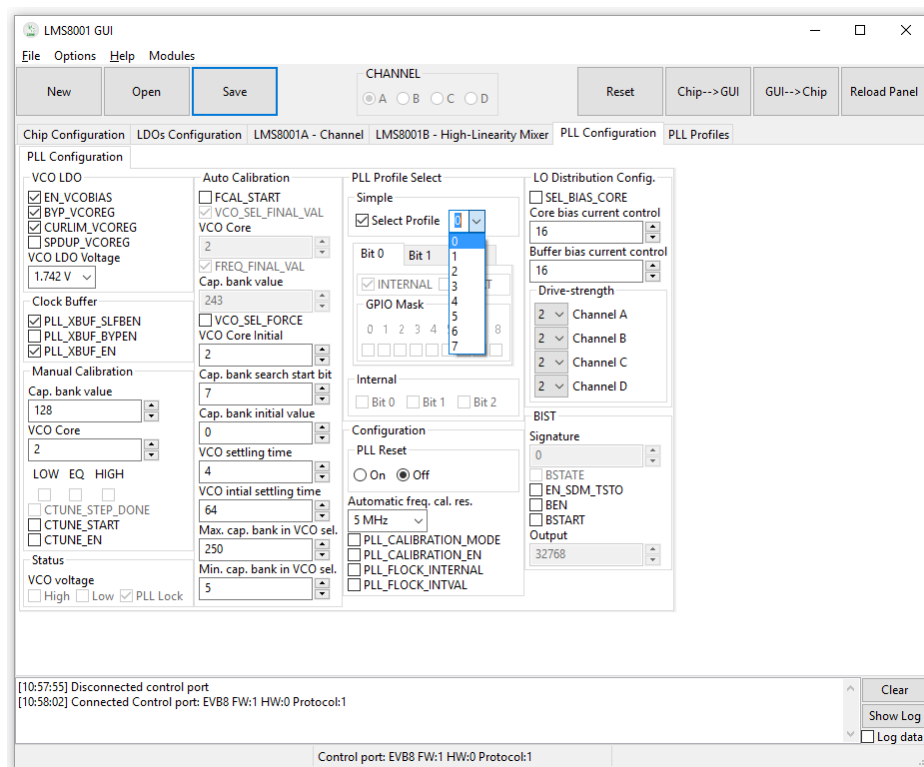 LMS8001 GUI
File Options Help Modules
New Open Save
CHANNEL
A B C D
Reset Chip-->GUI GUI-->Chip Reload Panel
Chip Configuration LDOs Configuration LMS8001A - Channel LMS8001B - High-Linearity Mixer PLL Configuration PLL Profiles
PLL Configuration
VCO LDO
EN_VCOBIAS
BYP_VCOREG
CURLIM_VCOREG
SPDUP_VCOREG
VCO LDO Voltage
1.742 V
Clock Buffer
PLL_XBUF_SLFBEN
PLL_XBUF_BYPEN
PLL_XBUF_EN
Manual Calibration
Cap. bank value
128
VCO Core
2
LOW EQ HIGH
CTUNE_STEP_DONE
CTUNE_START
CTUNE_EN
Status
VCO voltage
High Low PLL Lock
Auto Calibration
FCAL_START
VCO_SEL_FINAL_VAL
VCO Core
2
FREQ_FINAL_VAL
Cap. bank value
243
VCO_SEL_FORCE
VCO Core Initial
2
Cap. bank search start bit
7
Cap. bank initial value
0
VCO settling time
4
VCO intial settling time
64
Max. cap. bank in VCO sel.
250
Min. cap. bank in VCO sel.
5
PLL Profile Select
Simple
Select Profile 0
0
1
2
3
4
5
6
7
Bit 0 Bit 1
INTERNAL T
GPIO Mask
0 1 2 3 4 8
Internal
Bit 0 Bit 1 Bit 2
Configuration
PLL Reset
On Off
Automatic freq. cal. res.
5 MHz
PLL_CALIBRATION_MODE
PLL_CALIBRATION_EN
PLL_FLOCK_INTERNAL
PLL_FLOCK_INTVAL
LO Distribution Config.
SEL_BIAS_CORE
Core bias current control
16
Buffer bias current control
16
Drive-strength
2 Channel A
2 Channel B
2 Channel C
2 Channel D
BIST
Signature
0
BSTATE
EN_SDM_TSTO
BEN
BSTART
Output
32768
[10:57:55] Disconnected control port
[10:58:02] Connected Control port: EVB8 FW:1 HW:0 Protocol:1
Clear
Show Log
Log data
Control port: EVB8 FW:1 HW:0 Protocol:1